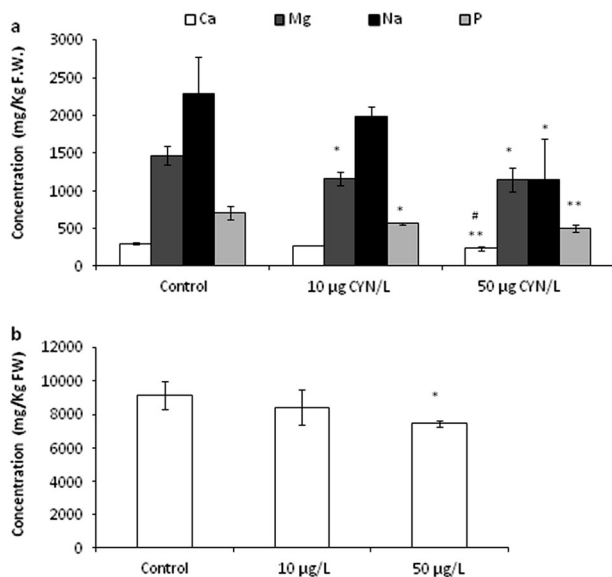 a
Ca Mg Na P
Concentration (mg/Kg F.W.)
3000
2500
2000
1500
1000
500
0
* * * * # ** **
Control 10 µg CYN/L 50 µg CYN/L
b
Concentration (mg/Kg FW)
12000
10000
8000
6000
4000
2000
0
*
Control 10 µg/L 50 µg/L